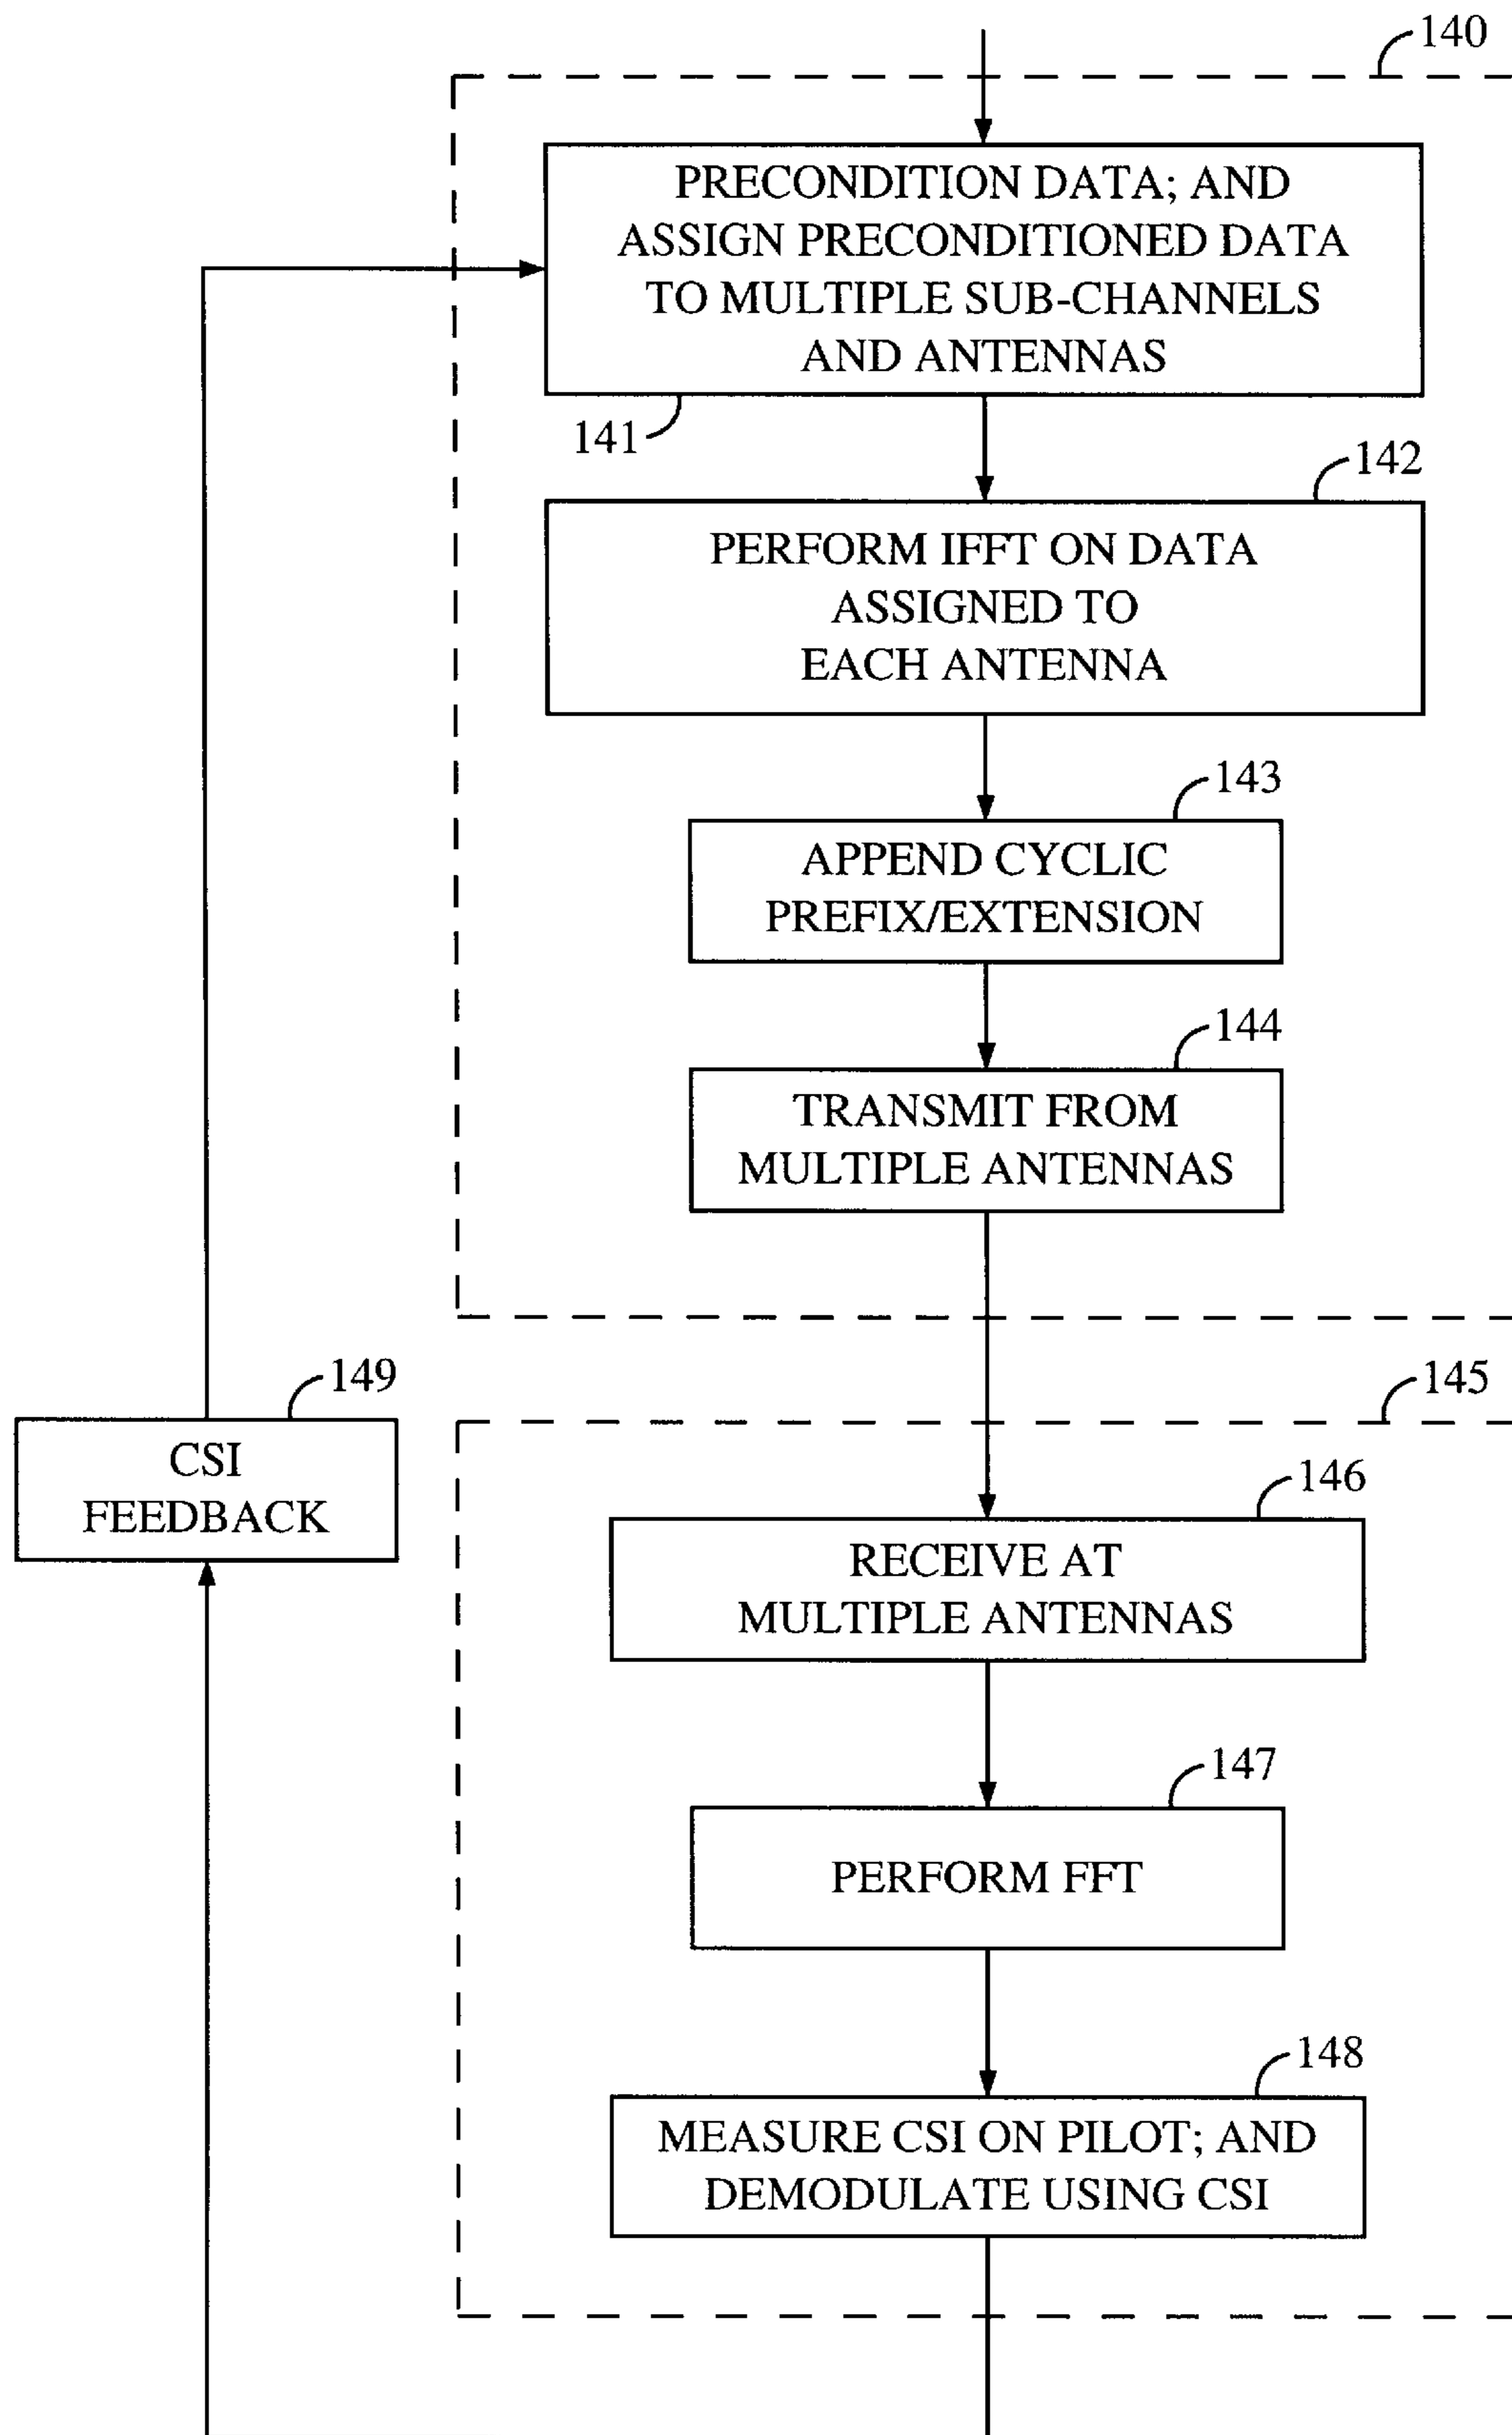 140
PRECONDITION DATA; AND
ASSIGN PRECONDITIONED DATA
TO MULTIPLE SUB-CHANNELS
AND ANTENNAS
141
142
PERFORM IFFT ON DATA
ASSIGNED TO
EACH ANTENNA
143
APPEND CYCLIC
PREFIX/EXTENSION
144
TRANSMIT FROM
MULTIPLE ANTENNAS
149
CSI
FEEDBACK
145
146
RECEIVE AT
MULTIPLE ANTENNAS
147
PERFORM FFT
148
MEASURE CSI ON PILOT; AND
DEMODULATE USING CSI